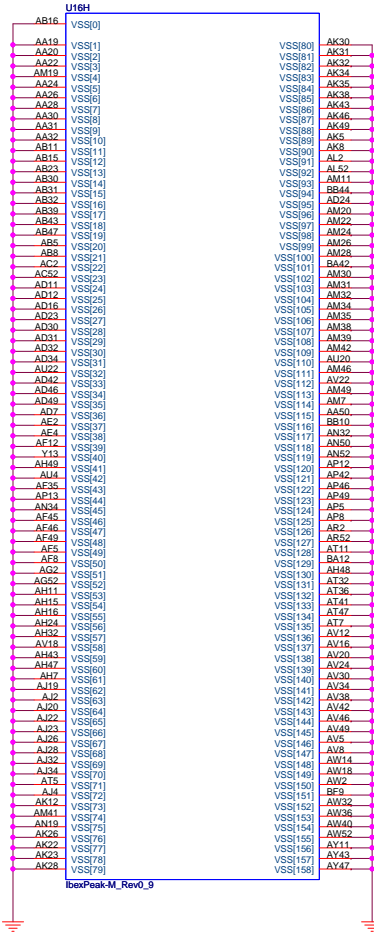 U16H
AB16 VSS[0]
AA19 VSS[1] VSS[80] AK30
AA20 VSS[2] VSS[81] AK31
AA22 VSS[3] VSS[82] AK32
AM19 VSS[4] VSS[83] AK34
AA24 VSS[5] VSS[84] AK35
AA26 VSS[6] VSS[85] AK38
AA28 VSS[7] VSS[86] AK43
AA30 VSS[8] VSS[87] AK46
AA31 VSS[9] VSS[88] AK49
AA32 VSS[10] VSS[89] AK5
AB11 VSS[11] VSS[90] AK8
AB15 VSS[12] VSS[91] AL2
AB23 VSS[13] VSS[92] AL52
AB30 VSS[14] VSS[93] AM11
AB31 VSS[15] VSS[94] BB44
AB32 VSS[16] VSS[95] AD24
AB39 VSS[17] VSS[96] AM20
AB43 VSS[18] VSS[97] AM22
AB47 VSS[19] VSS[98] AM24
AB5 VSS[20] VSS[99] AM26
AB8 VSS[21] VSS[100] AM28
AC2 VSS[22] VSS[101] BA42
AC52 VSS[23] VSS[102] AM30
AD11 VSS[24] VSS[103] AM31
AD12 VSS[25] VSS[104] AM32
AD16 VSS[26] VSS[105] AM34
AD23 VSS[27] VSS[106] AM35
AD30 VSS[28] VSS[107] AM38
AD31 VSS[29] VSS[108] AM39
AD32 VSS[30] VSS[109] AM42
AD34 VSS[31] VSS[110] AU20
AU22 VSS[32] VSS[111] AM46
AD42 VSS[33] VSS[112] AV22
AD46 VSS[34] VSS[113] AM49
AD49 VSS[35] VSS[114] AM7
AD7 VSS[36] VSS[115] AA50
AE2 VSS[37] VSS[116] BB10
AE4 VSS[38] VSS[117] AN32
AF12 VSS[39] VSS[118] AN50
Y13 VSS[40] VSS[119] AN52
AH49 VSS[41] VSS[120] AP12
AU4 VSS[42] VSS[121] AP42
AF35 VSS[43] VSS[122] AP46
AP13 VSS[44] VSS[123] AP49
AN34 VSS[45] VSS[124] AP5
AF45 VSS[46] VSS[125] AP8
AF46 VSS[47] VSS[126] AR2
AF49 VSS[48] VSS[127] AR52
AF5 VSS[49] VSS[128] AT11
AF8 VSS[50] VSS[129] BA12
AG2 VSS[51] VSS[130] AH48
AG52 VSS[52] VSS[131] AT32
AH11 VSS[53] VSS[132] AT36
AH15 VSS[54] VSS[133] AT41
AH16 VSS[55] VSS[134] AT47
AH24 VSS[56] VSS[135] AT7
AH32 VSS[57] VSS[136] AV12
AV18 VSS[58] VSS[137] AV16
AH43 VSS[59] VSS[138] AV20
AH47 VSS[60] VSS[139] AV24
AH7 VSS[61] VSS[140] AV30
AJ19 VSS[62] VSS[141] AV34
AJ2 VSS[63] VSS[142] AV38
AJ20 VSS[64] VSS[143] AV42
AJ22 VSS[65] VSS[144] AV46
AJ23 VSS[66] VSS[145] AV49
AJ26 VSS[67] VSS[146] AV5
AJ28 VSS[68] VSS[147] AV8
AJ32 VSS[69] VSS[148] AW14
AJ34 VSS[70] VSS[149] AW18
AT5 VSS[71] VSS[150] AW2
AJ4 VSS[72] VSS[151] BF9
AK12 VSS[73] VSS[152] AW32
AM41 VSS[74] VSS[153] AW36
AN19 VSS[75] VSS[154] AW40
AK26 VSS[76] VSS[155] AW52
AK22 VSS[77] VSS[156] AY11
AK23 VSS[78] VSS[157] AY43
AK28 VSS[79] VSS[158] AY47
IbexPeak-M_Rev0_9